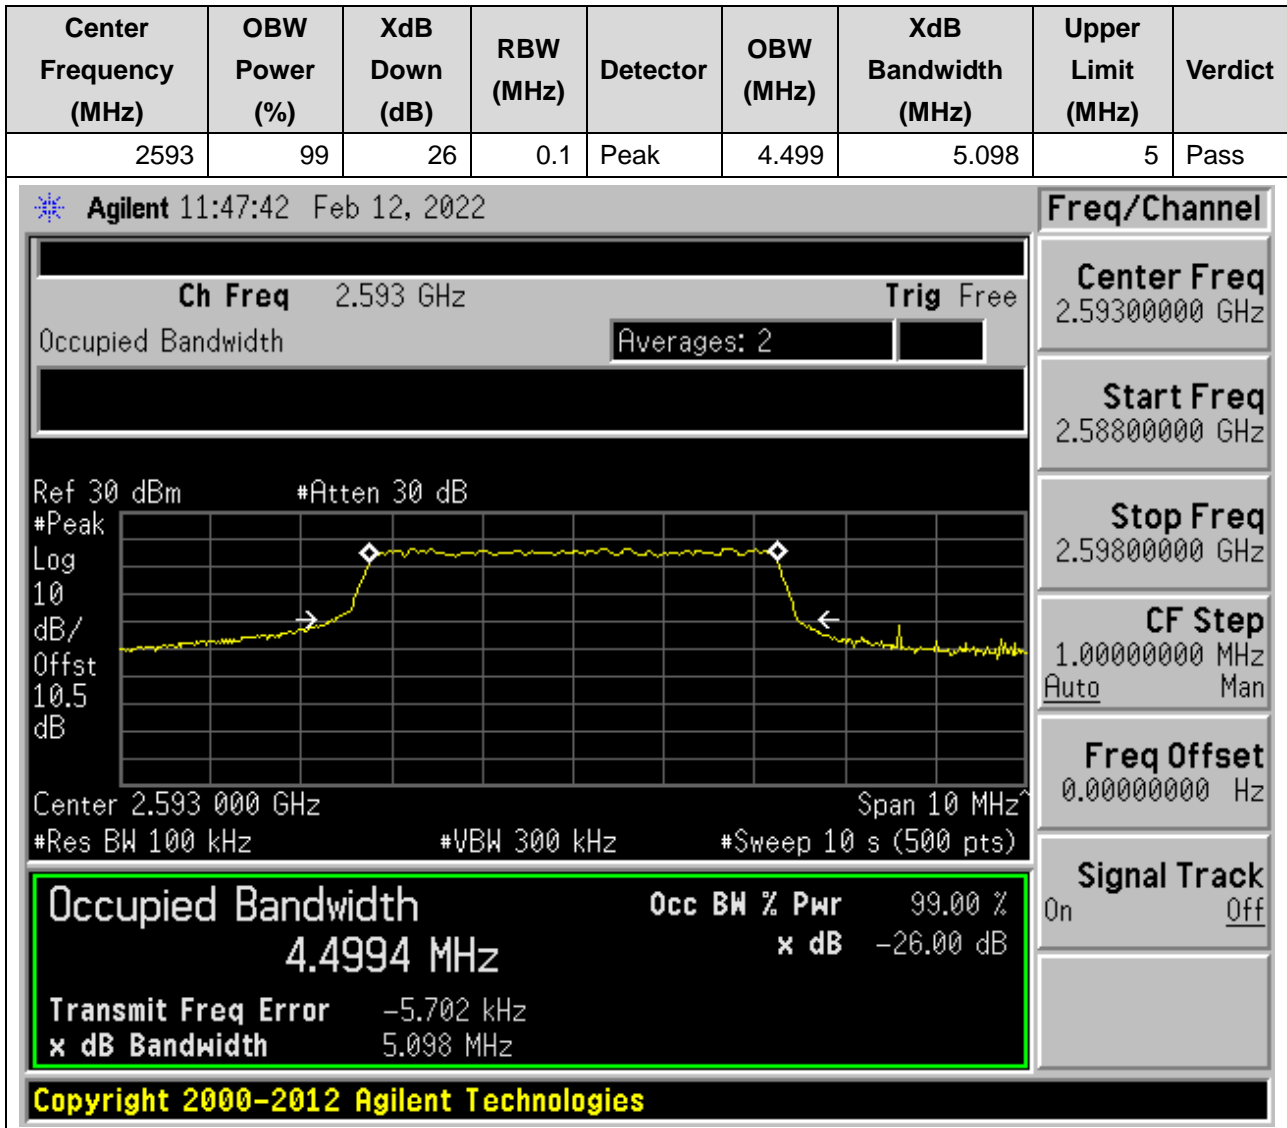 Center Frequency (MHz) OBW Power (%) XdB Down (dB) RBW (MHz) Detector OBW (MHz) XdB Bandwidth (MHz) Upper Limit (MHz) Verdict
2593 99 26 0.1 Peak 4.499 5.098 5 Pass
Agilent 11:47:42 Feb 12, 2022
Freq/Channel
Ch Freq 2.593 GHz Trig Free
Occupied Bandwidth Averages: 2
Center Freq
2.59300000 GHz
Start Freq
2.58800000 GHz
Stop Freq
2.59800000 GHz
CF Step
1.00000000 MHz
Auto Man
Freq Offset
0.00000000 Hz
Signal Track
On Off
Ref 30 dBm #Atten 30 dB
#Peak
Log
10
dB/
Offst
10.5
dB
Center 2.593 000 GHz Span 10 MHz^
#Res BW 100 kHz #VBW 300 kHz #Sweep 10 s (500 pts)
Occupied Bandwidth Occ BW % Pwr 99.00 %
4.4994 MHz x dB -26.00 dB
Transmit Freq Error -5.702 kHz
x dB Bandwidth 5.098 MHz
Copyright 2000-2012 Agilent Technologies